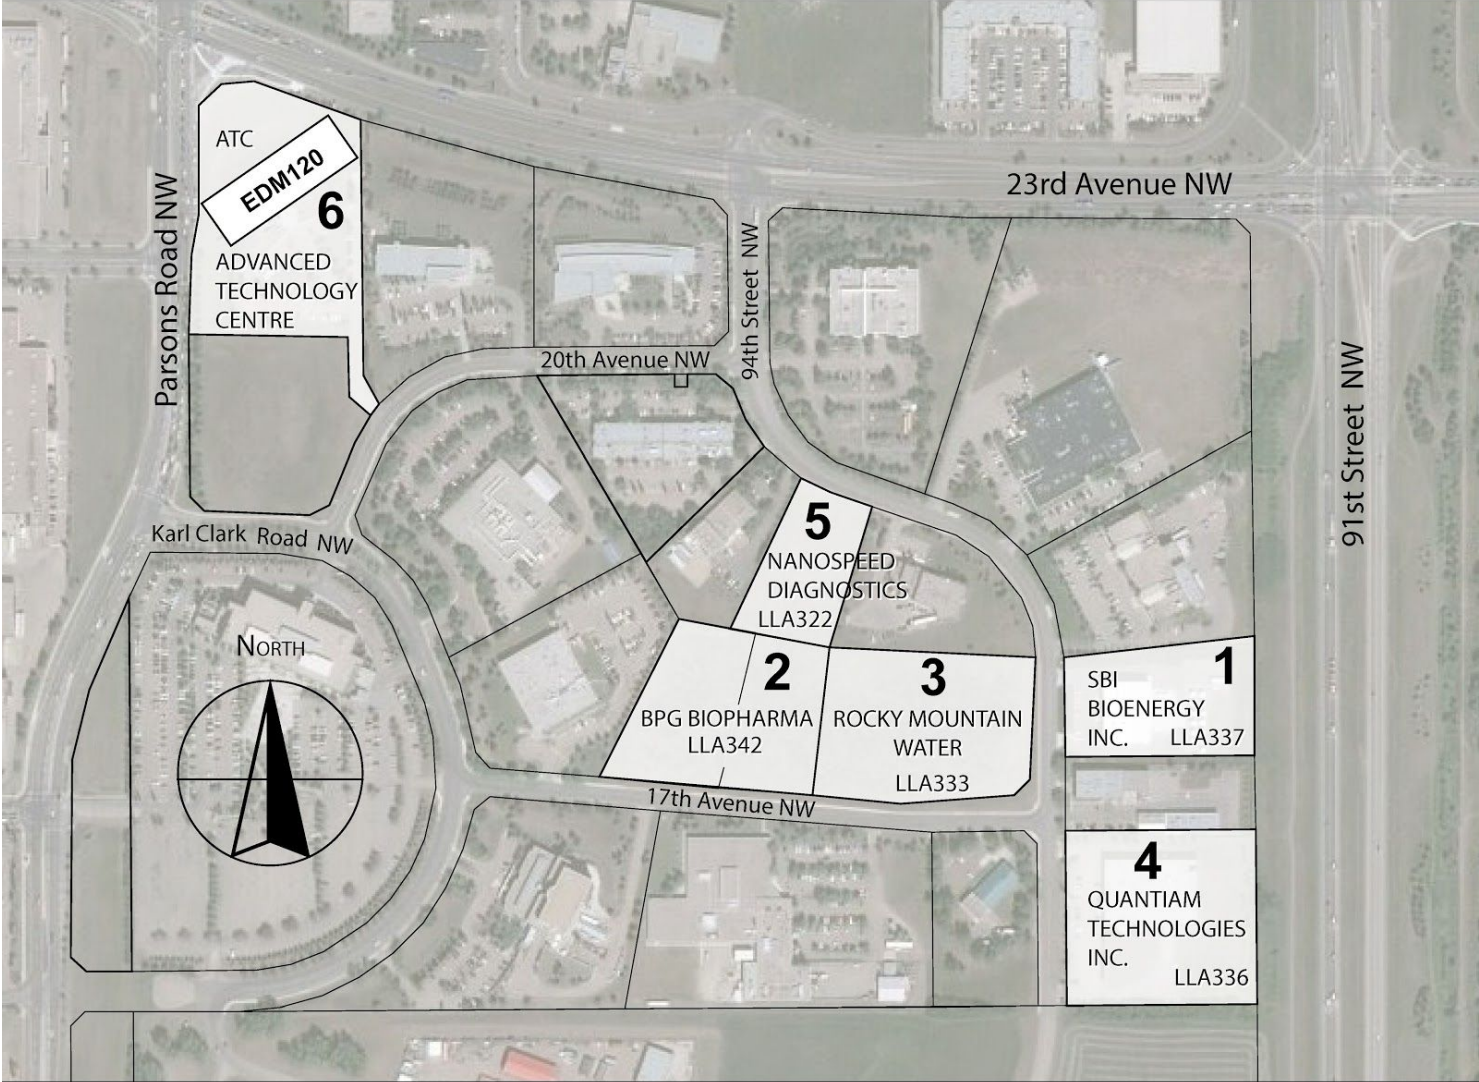 23rd Avenue NW
ATC
EDM120
6
ADVANCED
TECHNOLOGY
CENTRE
Parsons Road NW
94th Street NW
20th Avenue NW
91st Street NW
Karl Clark Road NW
5
NANOSPEED
DIAGNOSTICS
LLA322
NORTH
2
BPG BIOPHARMA
LLA342
3
ROCKY MOUNTAIN
WATER
LLA333
1
SBI
BIOENERGY
INC. LLA337
17th Avenue NW
4
QUANTIAM
TECHNOLOGIES
INC.
LLA336